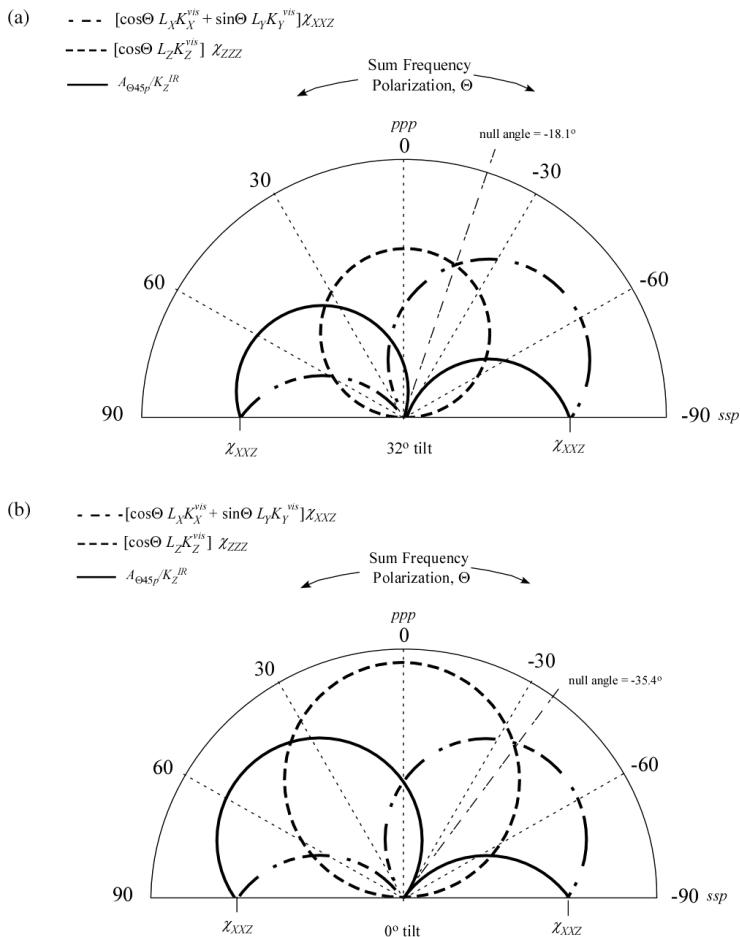 (a)
[cosΘ L_X K_X^vis + sinΘ L_Y K_Y^vis]χ_XXZ
[cosΘ L_Z K_Z^vis] χ_ZZZ
A_Θ45p/K_Z^IR
Sum Frequency
Polarization, Θ
ppp
null angle = -18.1°
0
30
-30
60
-60
90
-90 ssp
χ_XXZ
32° tilt
χ_XXZ
(b)
[cosΘ L_X K_X^vis + sinΘ L_Y K_Y^vis]χ_XXZ
[cosΘ L_Z K_Z^vis] χ_ZZZ
A_Θ45p/K_Z^IR
Sum Frequency
Polarization, Θ
ppp
0
30
-30
null angle = -35.4°
60
-60
90
-90 ssp
χ_XXZ
0° tilt
χ_XXZ